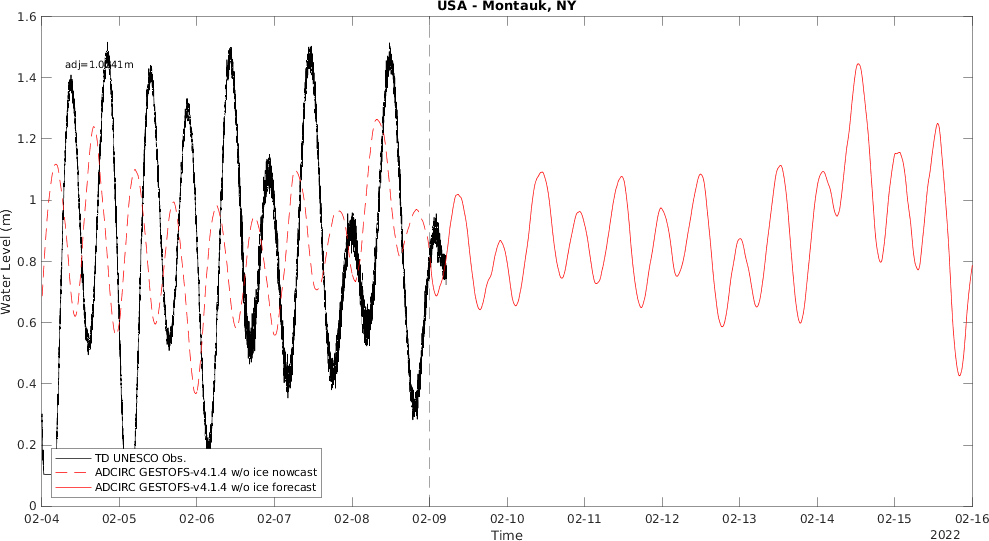 USA - Montauk, NY
1.6
1.4
1.2
1
0.8
0.6
0.4
0.2
0
Water Level (m)
TD UNESCO Obs.
ADCIRC GESTOFS-v4.1.4 w/o ice nowcast
ADCIRC GESTOFS-v4.1.4 w/o ice forecast
02-04 02-05 02-06 02-07 02-08 02-09 02-10 02-11 02-12 02-13 02-14 02-15 02-16
Time
2022